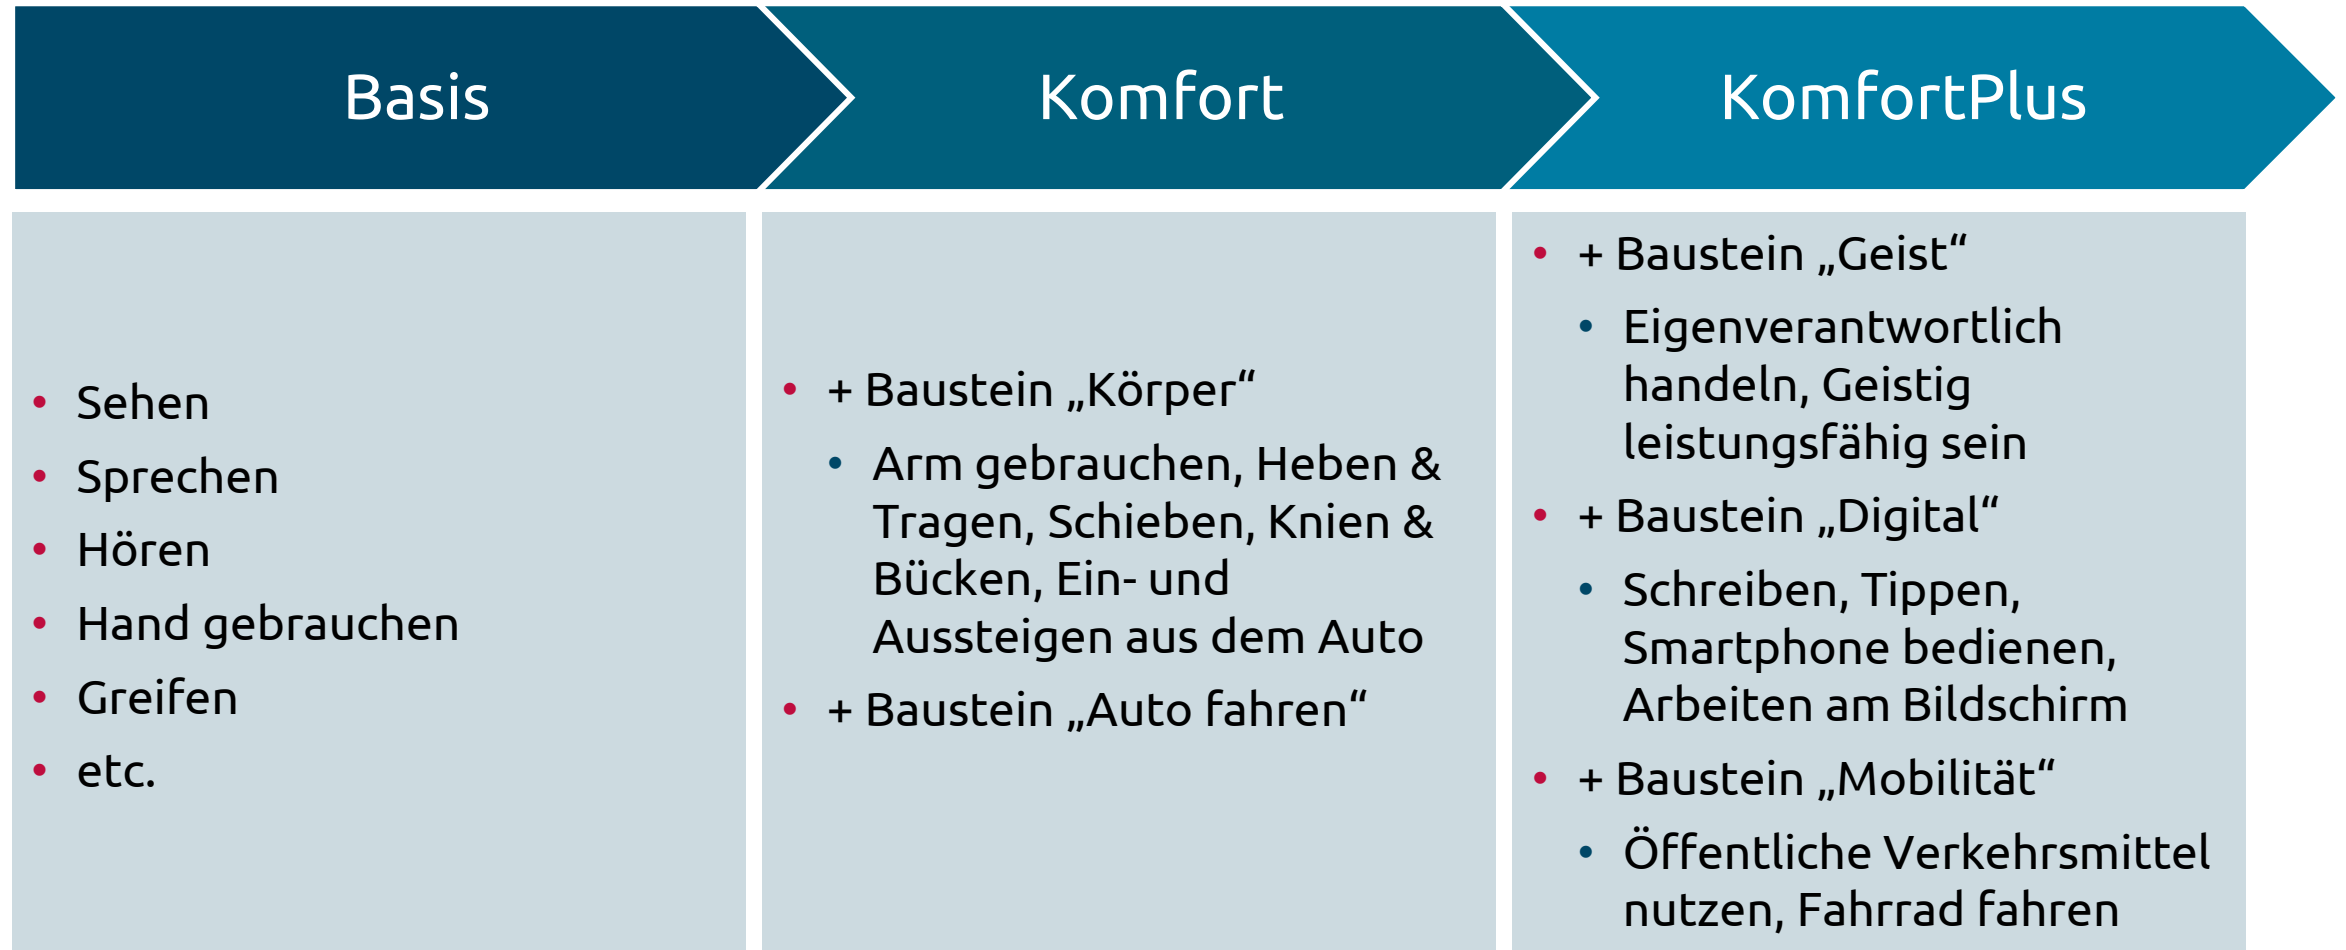 Basis
Komfort
KomfortPlus
• Sehen
• Sprechen
• Hören
• Hand gebrauchen
• Greifen
• etc.
• + Baustein „Körper“
• Arm gebrauchen, Heben &
Tragen, Schieben, Knien &
Bücken, Ein- und
Aussteigen aus dem Auto
• + Baustein „Auto fahren“
• + Baustein „Geist“
• Eigenverantwortlich
handeln, Geistig
leistungsfähig sein
• + Baustein „Digital“
• Schreiben, Tippen,
Smartphone bedienen,
Arbeiten am Bildschirm
• + Baustein „Mobilität“
• Öffentliche Verkehrsmittel
nutzen, Fahrrad fahren